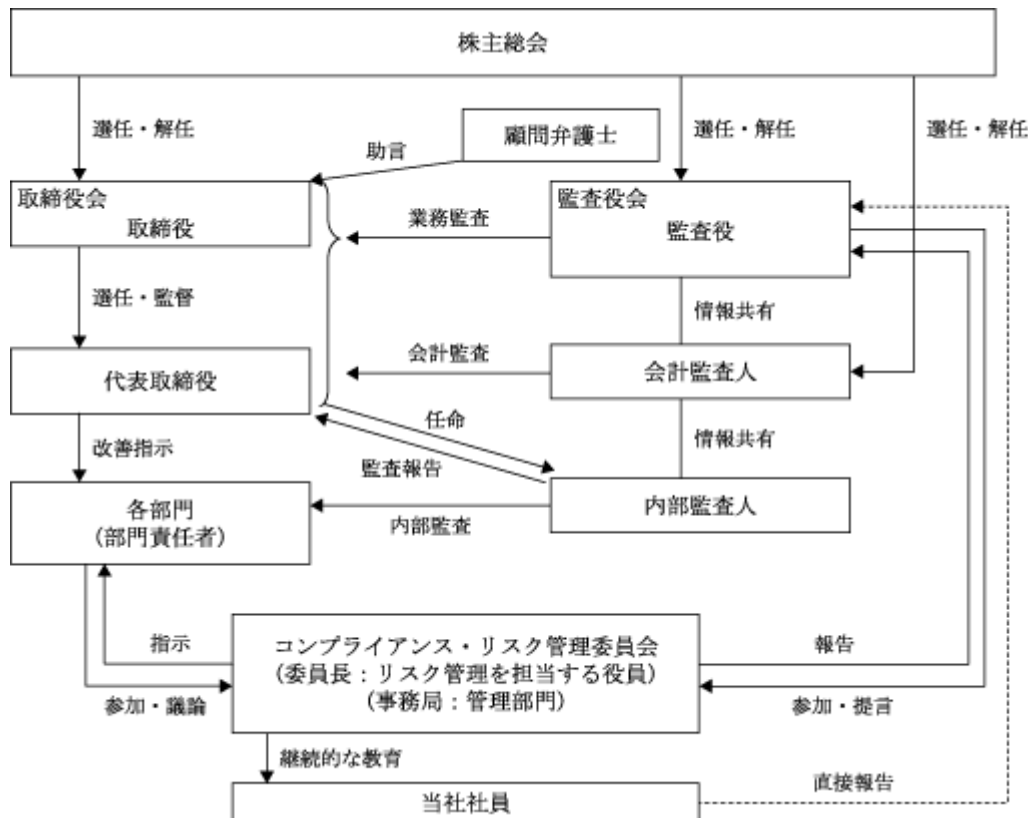 株主総会
選任・解任
選任・解任
選任・解任
顧問弁護士
助言
取締役会
取締役
監査役会
監査役
業務監査
選任・監督
情報共有
代表取締役
会計監査
会計監査人
任命
改善指示
監査報告
情報共有
各部門
（部門責任者）
内部監査
内部監査人
指示
コンプライアンス・リスク管理委員会
（委員長：リスク管理を担当する役員）
（事務局：管理部門）
報告
参加・議論
参加・提言
継続的な教育
当社社員
直接報告